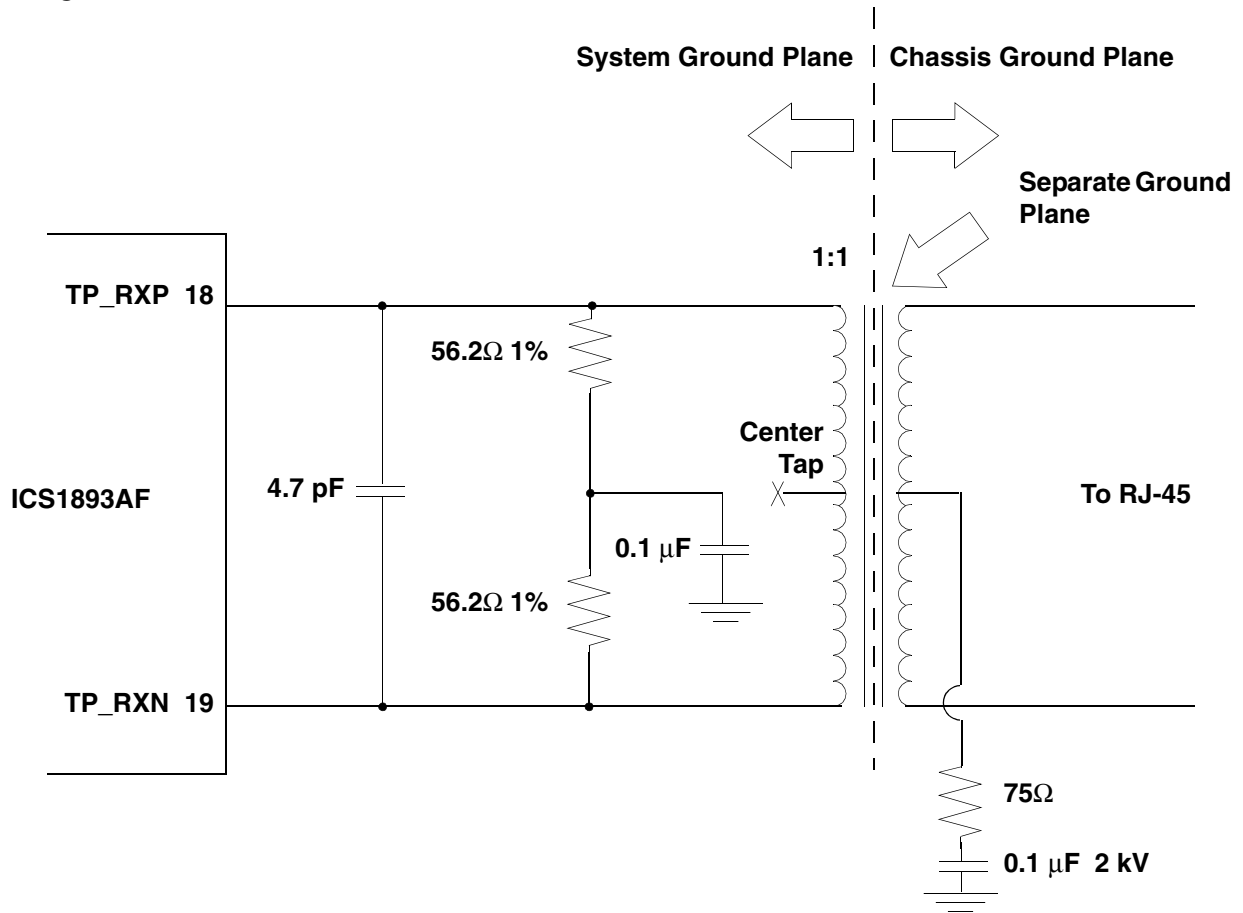 System Ground Plane
Chassis Ground Plane
Separate Ground
Plane
1:1
TP_RXP 18
56.2Ω 1%
Center
Tap
4.7 pF
ICS1893AF
To RJ-45
0.1 μF
56.2Ω 1%
TP_RXN 19
75Ω
0.1 μF 2 kV